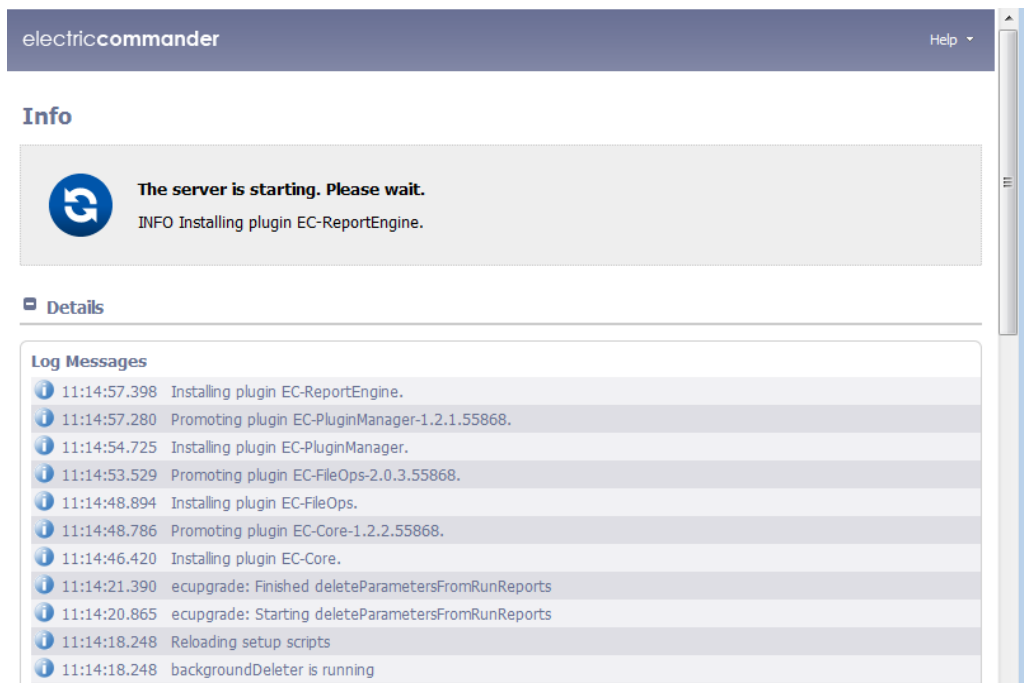 electriccommander
Help
Info
The server is starting. Please wait.
INFO Installing plugin EC-ReportEngine.
Details
Log Messages
11:14:57.398 Installing plugin EC-ReportEngine.
11:14:57.280 Promoting plugin EC-PluginManager-1.2.1.55868.
11:14:54.725 Installing plugin EC-PluginManager.
11:14:53.529 Promoting plugin EC-FileOps-2.0.3.55868.
11:14:48.894 Installing plugin EC-FileOps.
11:14:48.786 Promoting plugin EC-Core-1.2.2.55868.
11:14:46.420 Installing plugin EC-Core.
11:14:21.390 ecupgrade: Finished deleteParametersFromRunReports
11:14:20.865 ecupgrade: Starting deleteParametersFromRunReports
11:14:18.248 Reloading setup scripts
11:14:18.248 backgroundDeleter is running